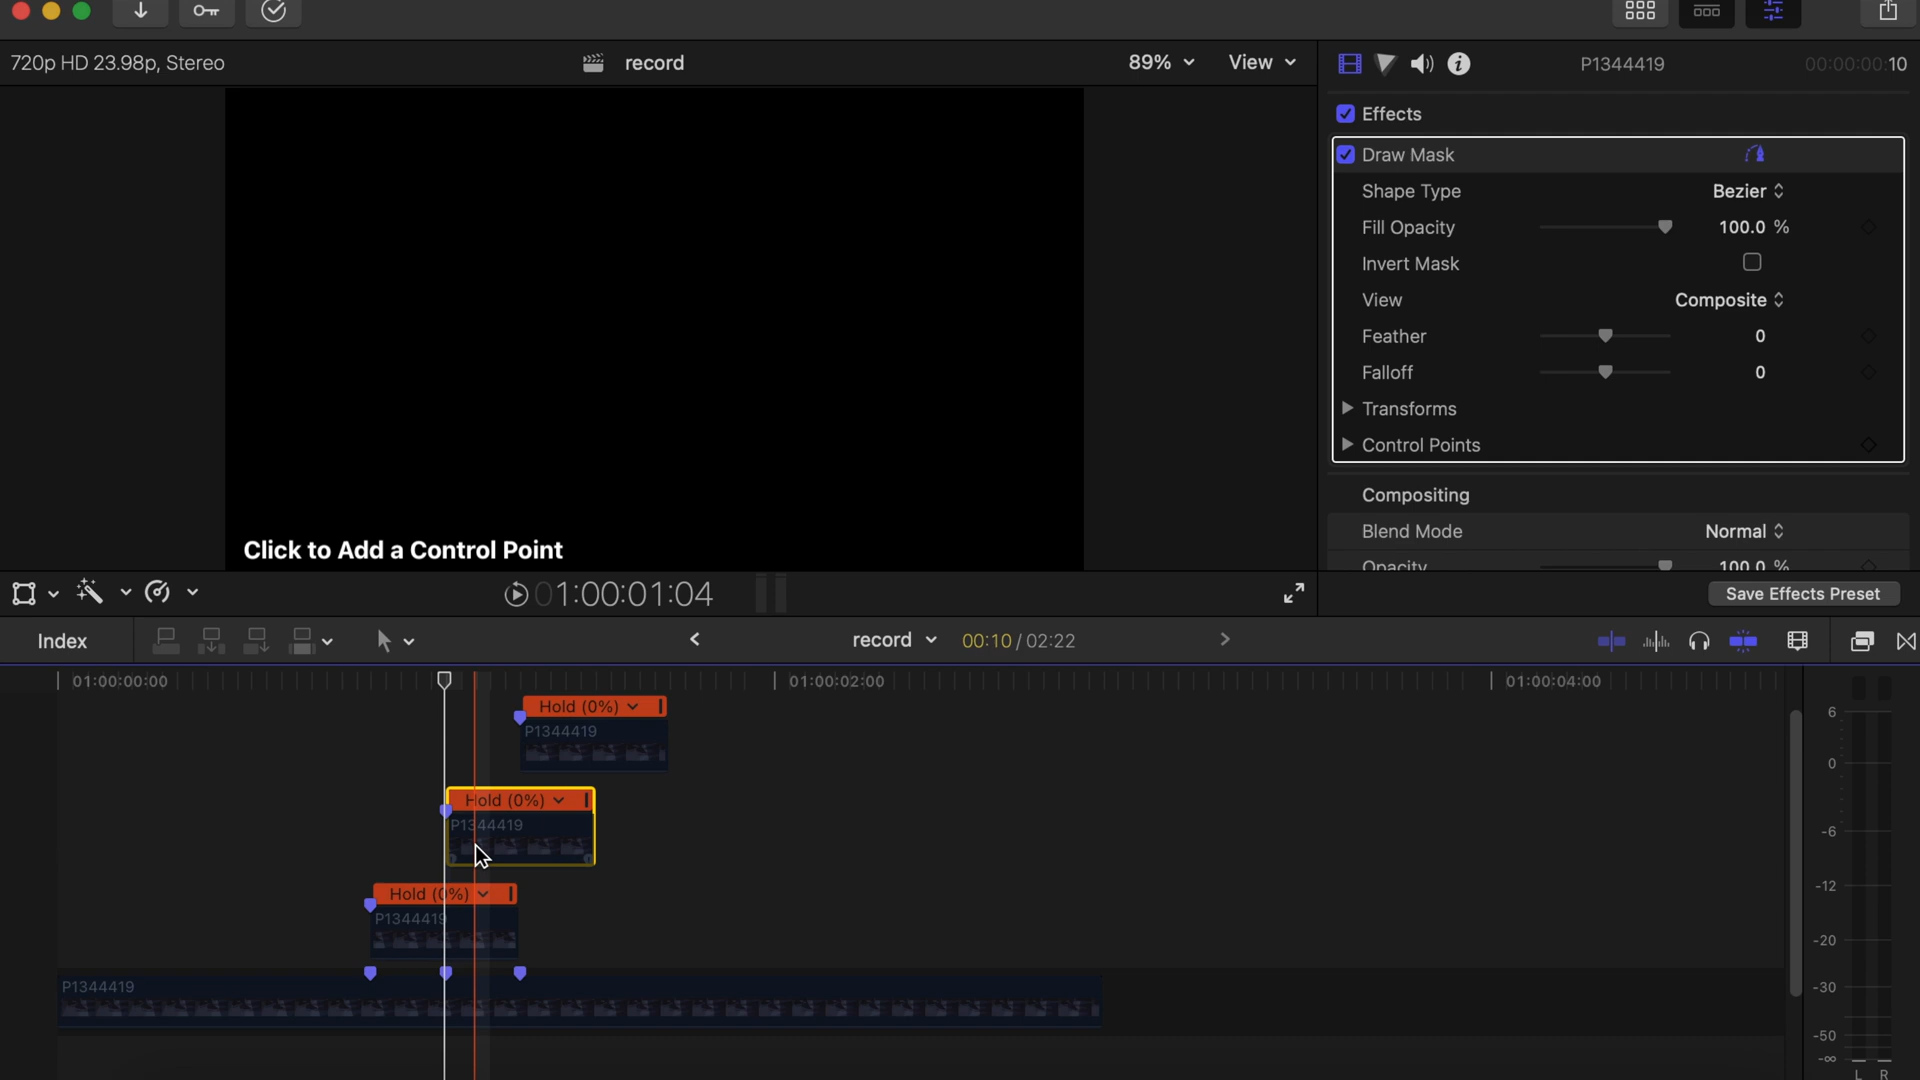 720p HD 23.98p, Stereo
record
89%
View
P1344419
00:00:00:10
Effects
Draw Mask
Shape Type
Bezier
Fill Opacity
100.0 %
Invert Mask
View
Composite
Feather
0
Falloff
0
Transforms
Control Points
Compositing
Blend Mode
Normal
Opacity
100.0 %
Click to Add a Control Point
01:00:01:04
Save Effects Preset
Index
record
00:10 / 02:22
01:00:00:00
01:00:02:00
01:00:04:00
Hold (0%)
P1344419
Hold (0%)
P1344419
Hold (0%)
P1344419
P1344419
6
0
-6
-12
-20
-30
-50
-∞
L R